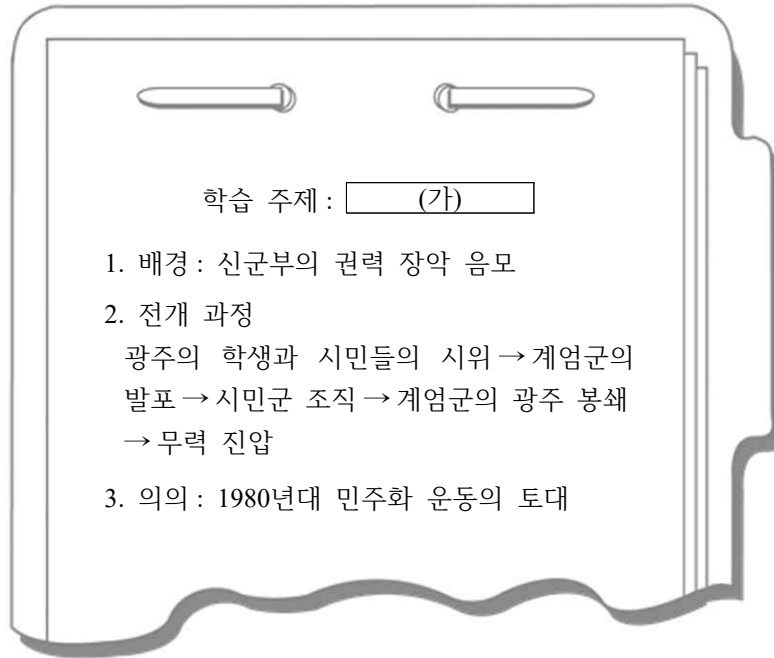 학습 주제 : (가)
1. 배경 : 신군부의 권력 장악 음모
2. 전개 과정
광주의 학생과 시민들의 시위 → 계엄군의
발포 → 시민군 조직 → 계엄군의 광주 봉쇄
→ 무력 진압
3. 의의 : 1980년대 민주화 운동의 토대